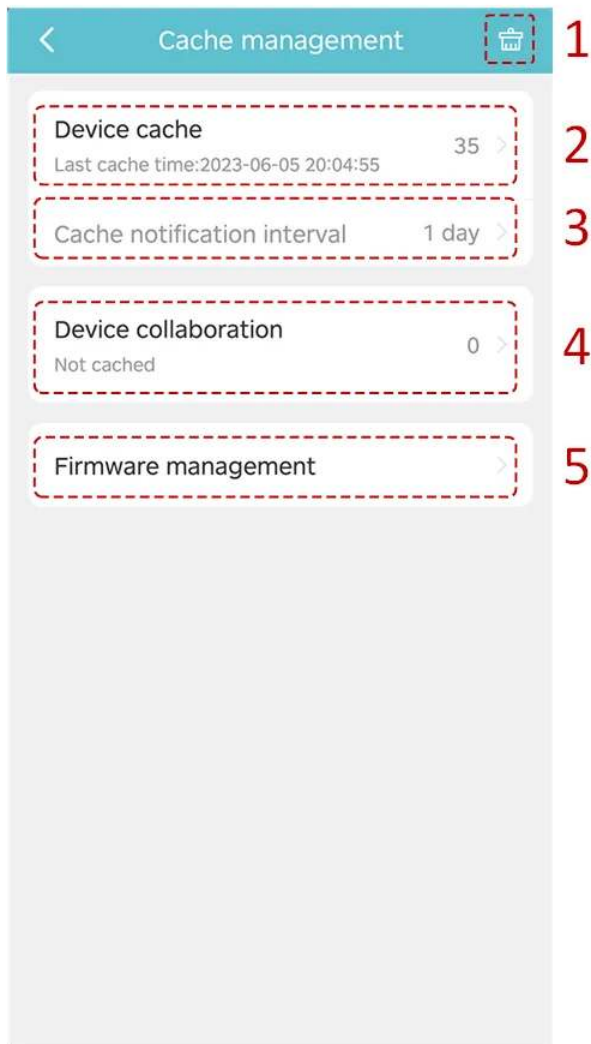 Cache management
1
Device cache
35
2
Last cache time:2023-06-05 20:04:55
Cache notification interval
1 day
3
Device collaboration
0
4
Not cached
Firmware management
5